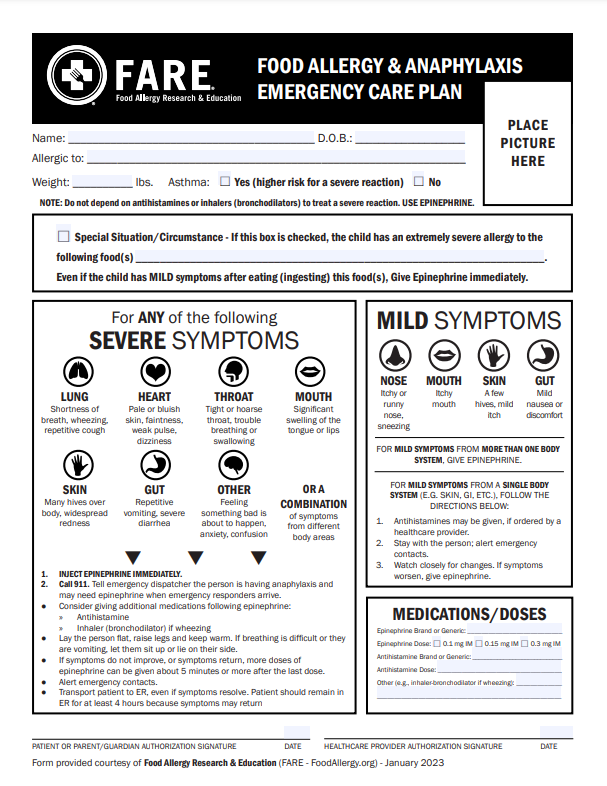 FARE
Food Allergy Research & Education
FOOD ALLERGY & ANAPHYLAXIS
EMERGENCY CARE PLAN
PLACE
PICTURE
HERE
Name: D.O.B.:
Allergic to:
Weight: lbs. Asthma: Yes (higher risk for a severe reaction) No
NOTE: Do not depend on antihistamines or inhalers (bronchodilators) to treat a severe reaction. USE EPINEPHRINE.
Special Situation/Circumstance - If this box is checked, the child has an extremely severe allergy to the
following food(s) .
Even if the child has MILD symptoms after eating (ingesting) this food(s), Give Epinephrine immediately.
For ANY of the following
SEVERE SYMPTOMS
LUNG
Shortness of
breath, wheezing,
repetitive cough
HEART
Pale or bluish
skin, faintness,
weak pulse,
dizziness
THROAT
Tight or hoarse
throat, trouble
breathing or
swallowing
MOUTH
Significant
swelling of the
tongue or lips
SKIN
Many hives over
body, widespread
redness
GUT
Repetitive
vomiting, severe
diarrhea
OTHER
Feeling
something bad is
about to happen,
anxiety, confusion
OR A
COMBINATION
of symptoms
from different
body areas
1. INJECT EPINEPHRINE IMMEDIATELY.
2. Call 911. Tell emergency dispatcher the person is having anaphylaxis and
may need epinephrine when emergency responders arrive.
• Consider giving additional medications following epinephrine:
» Antihistamine
» Inhaler (bronchodilator) if wheezing
• Lay the person flat, raise legs and keep warm. If breathing is difficult or they
are vomiting, let them sit up or lie on their side.
• If symptoms do not improve, or symptoms return, more doses of
epinephrine can be given about 5 minutes or more after the last dose.
• Alert emergency contacts.
• Transport patient to ER, even if symptoms resolve. Patient should remain in
ER for at least 4 hours because symptoms may return
MILD SYMPTOMS
NOSE
Itchy or
runny
nose,
sneezing
MOUTH
Itchy
mouth
SKIN
A few
hives, mild
itch
GUT
Mild
nausea or
discomfort
FOR MILD SYMPTOMS FROM MORE THAN ONE BODY
SYSTEM, GIVE EPINEPHRINE.
FOR MILD SYMPTOMS FROM A SINGLE BODY
SYSTEM (E.G. SKIN, GI, ETC.), FOLLOW THE
DIRECTIONS BELOW:
1. Antihistamines may be given, if ordered by a
healthcare provider.
2. Stay with the person; alert emergency
contacts.
3. Watch closely for changes. If symptoms
worsen, give epinephrine.
MEDICATIONS/DOSES
Epinephrine Brand or Generic:
Epinephrine Dose: 0.1 mg IM 0.15 mg IM 0.3 mg IM
Antihistamine Brand or Generic:
Antihistamine Dose:
Other (e.g., inhaler-bronchodilator if wheezing):
PATIENT OR PARENT/GUARDIAN AUTHORIZATION SIGNATURE DATE HEALTHCARE PROVIDER AUTHORIZATION SIGNATURE DATE
Form provided courtesy of Food Allergy Research & Education (FARE - FoodAllergy.org) - January 2023